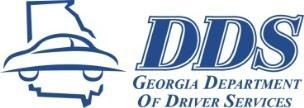 DDS
GEORGIA DEPARTMENT
OF DRIVER SERVICES